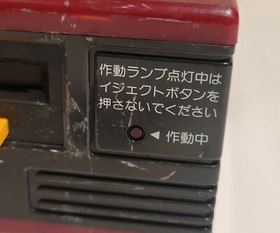 作動ランプ点灯中は
イジェクトボタンを
押さないでください
◀ 作動中